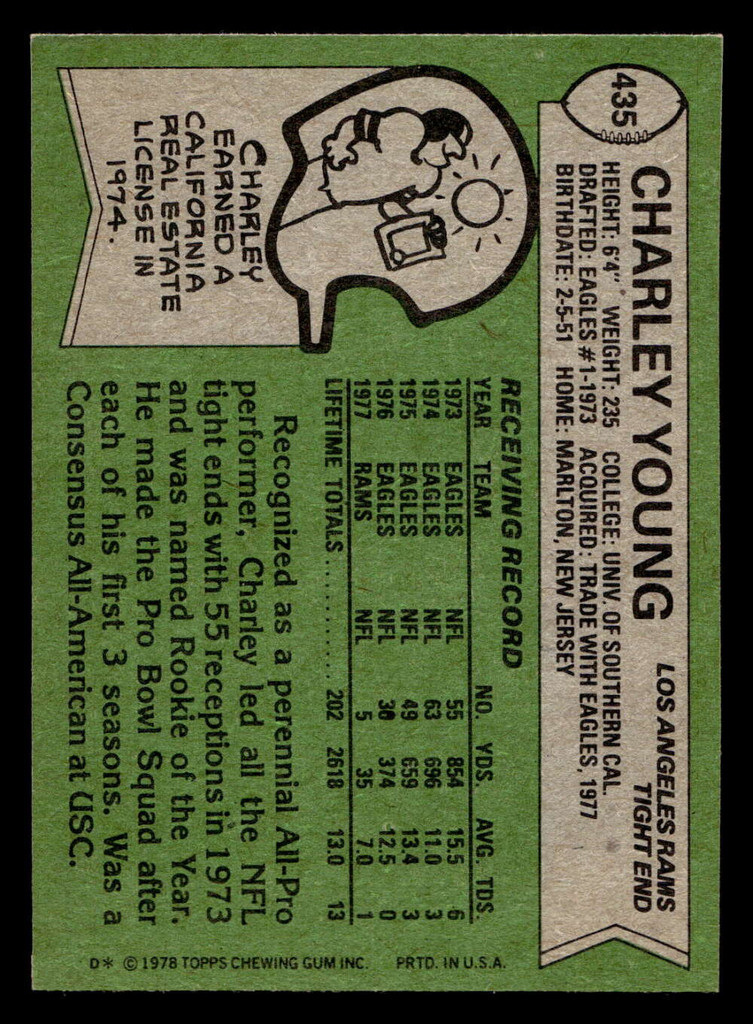 435
CHARLEY YOUNG
LOS ANGELES RAMS
TIGHT END
HEIGHT: 6'4" WEIGHT: 235 COLLEGE: UNIV. OF SOUTHERN CAL.
DRAFTED: EAGLES #1-1973 ACQUIRED: TRADE WITH EAGLES, 1977
BIRTHDATE: 2-5-51 HOME: MARLTON, NEW JERSEY
CHARLEY
EARNED A
CALIFORNIA
REAL ESTATE
LICENSE IN
1974.
RECEIVING RECORD
YEAR TEAM NO. YDS. AVG. TDS.
1973 EAGLES NFL 55 854 15.5 6
1974 EAGLES NFL 63 696 11.0 3
1975 EAGLES NFL 49 659 13.4 3
1976 EAGLES NFL 30 374 12.5 0
1977 RAMS NFL 5 35 7.0 1
LIFETIME TOTALS............ 202 2618 13.0 13
Recognized as a perennial All-Pro
performer, Charley led all the NFL
tight ends with 55 receptions in 1973
and was named Rookie of the Year.
He made the Pro Bowl Squad after
each of his first 3 seasons. Was a
Consensus All-American at USC.
D* © 1978 TOPPS CHEWING GUM INC. PRTD. IN U.S.A.